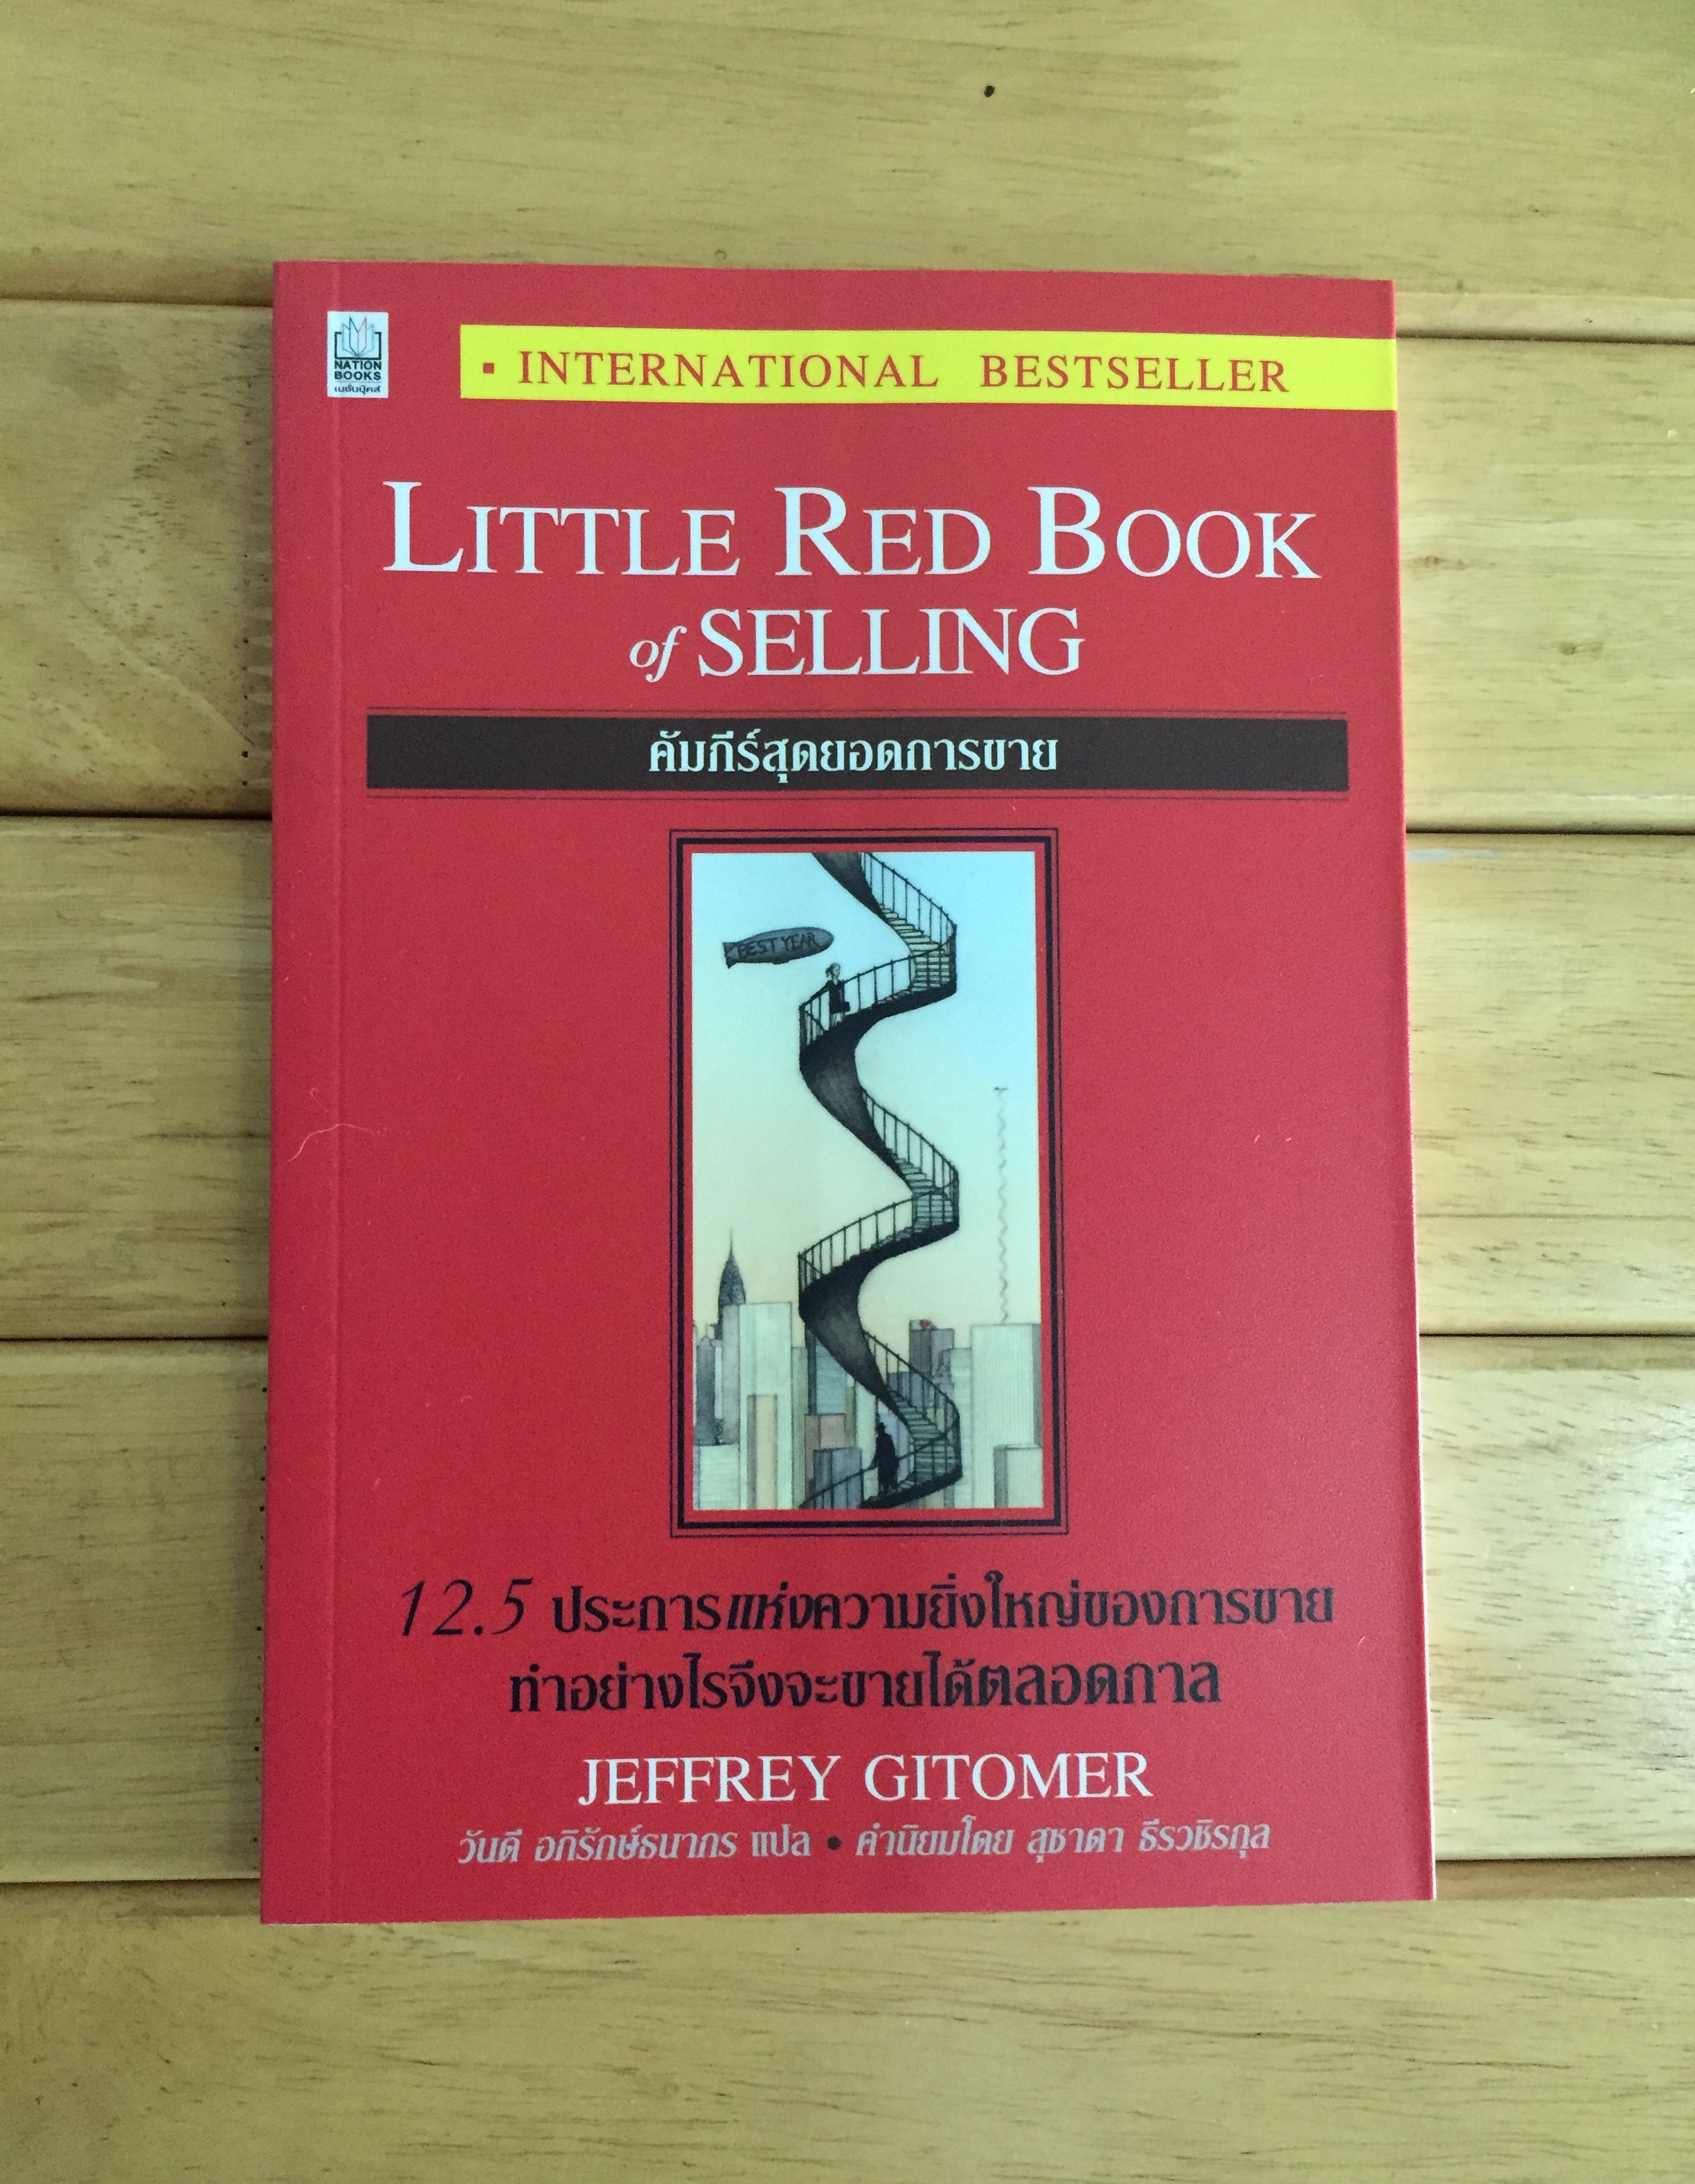 NATION
BOOKS
เนชั่นบุ๊คส์
▪ INTERNATIONAL BESTSELLER
LITTLE RED BOOK
of SELLING
คัมภีร์สุดยอดการขาย
BEST YEAR
12.5 ประการแห่งความยิ่งใหญ่ของการขาย
ทำอย่างไรจึงจะขายได้ตลอดกาล
JEFFREY GITOMER
วันดี อภิรักษ์ธนากร แปล • คำนิยมโดย สุชาดา ธีรวชิรกุล